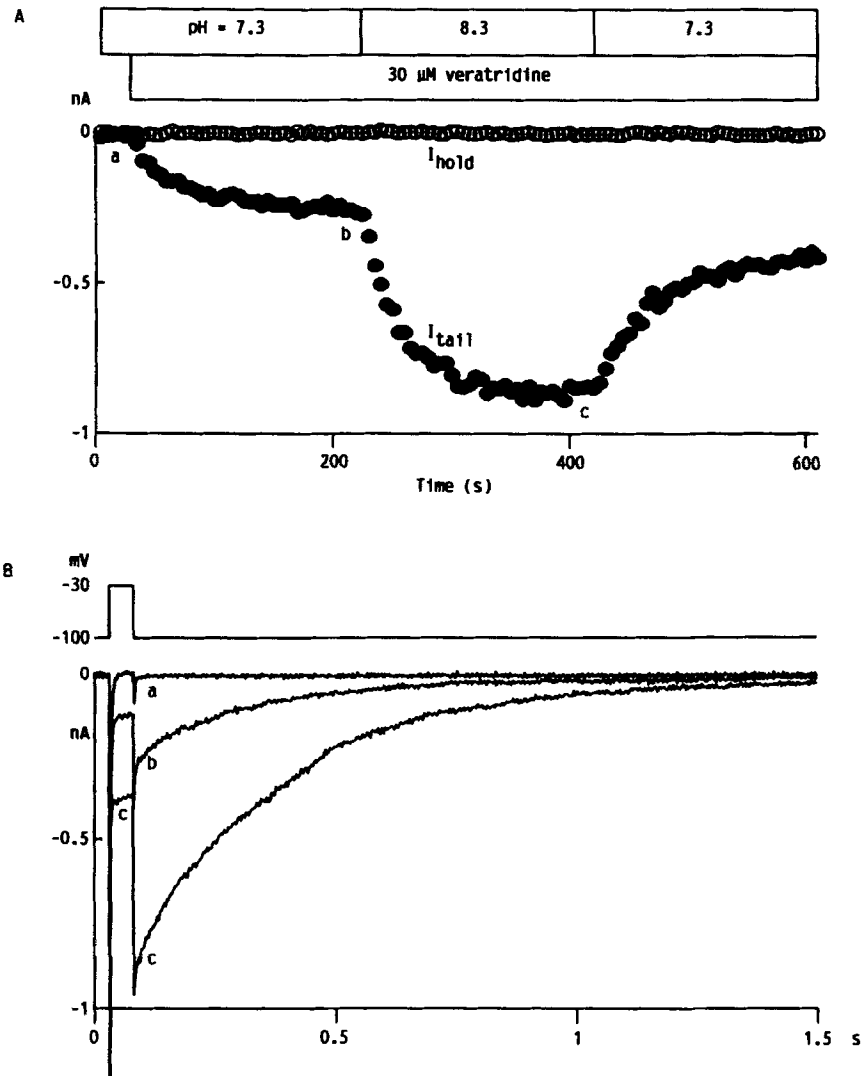 A
pH = 7.3 8.3 7.3
30 µM veratridine
nA
0
a
I hold
b
-0.5
I tail
c
-1
0 200 400 600
Time (s)
B
mV
-30
-100
0
a
nA
b
c
-0.5
c
-1
0 0.5 1 1.5 s